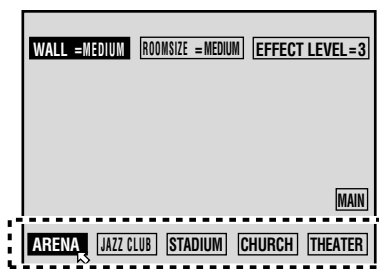 WALL =MEDIUM ROOMSIZE =MEDIUM EFFECT LEVEL=3
MAIN
ARENA JAZZ CLUB STADIUM CHURCH THEATER